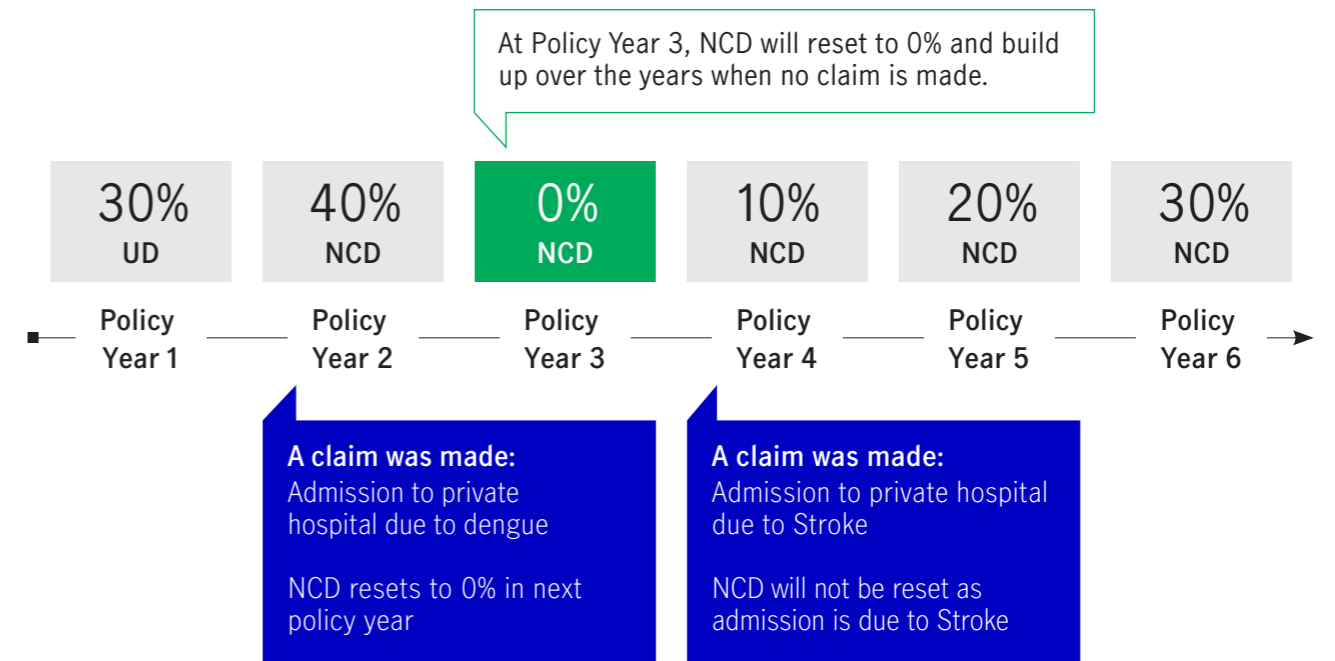 At Policy Year 3, NCD will reset to 0% and build
up over the years when no claim is made.
30%
UD
40%
NCD
0%
NCD
10%
NCD
20%
NCD
30%
NCD
Policy
Year 1
Policy
Year 2
Policy
Year 3
Policy
Year 4
Policy
Year 5
Policy
Year 6
A claim was made:
Admission to private
hospital due to dengue
NCD resets to 0% in next
policy year
A claim was made:
Admission to private hospital
due to Stroke
NCD will not be reset as
admission is due to Stroke